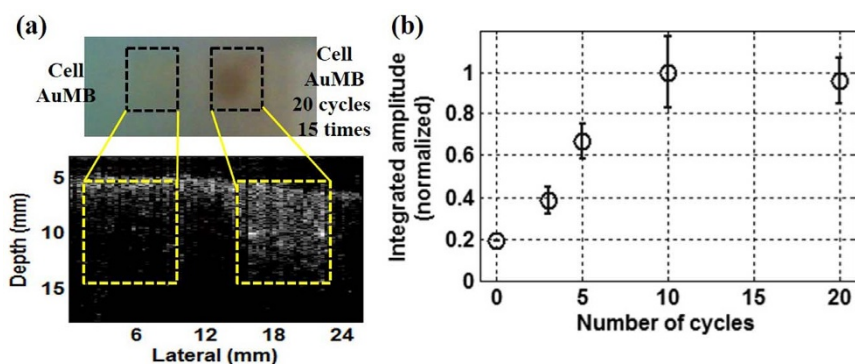 (a)
Cell
AuMB
Cell
AuMB
20 cycles
15 times
5
10
15
Depth (mm)
6 12 18 24
Lateral (mm)
(b)
1
0.8
0.6
0.4
0.2
0
Integrated amplitude
(normalized)
0 5 10 15 20
Number of cycles